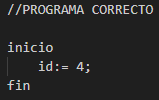 //PROGRAMA CORRECTO
inicio
id:= 4;
fin